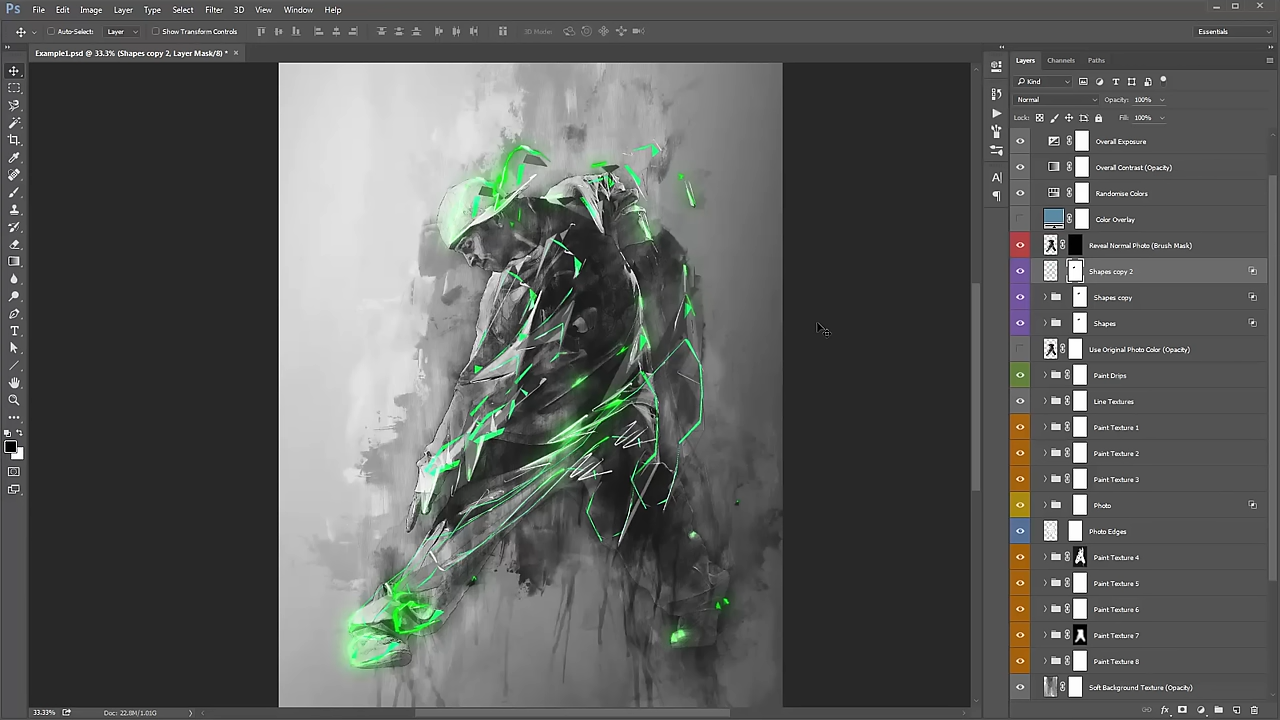 Ps File Edit Image Layer Type Select Filter 3D View Window Help
Auto-Select: Layer Show Transform Controls 3D Mode: Essentials
Example1.psd @ 33.3% (Shapes copy 2, Layer Mask/8) * ×
Layers Channels Paths
Kind
Normal Opacity: 100%
Lock: Fill: 100%
Overall Exposure
Overall Contrast (Opacity)
Randomise Colors
Color Overlay
Reveal Normal Photo (Brush Mask)
Shapes copy 2
Shapes copy
Shapes
Use Original Photo Color (Opacity)
Paint Drips
Line Textures
Paint Texture 1
Paint Texture 2
Paint Texture 3
Photo
Photo Edges
Paint Texture 4
Paint Texture 5
Paint Texture 6
Paint Texture 7
Paint Texture 8
Soft Background Texture (Opacity)
33.33% Doc: 22.8M/1.01G